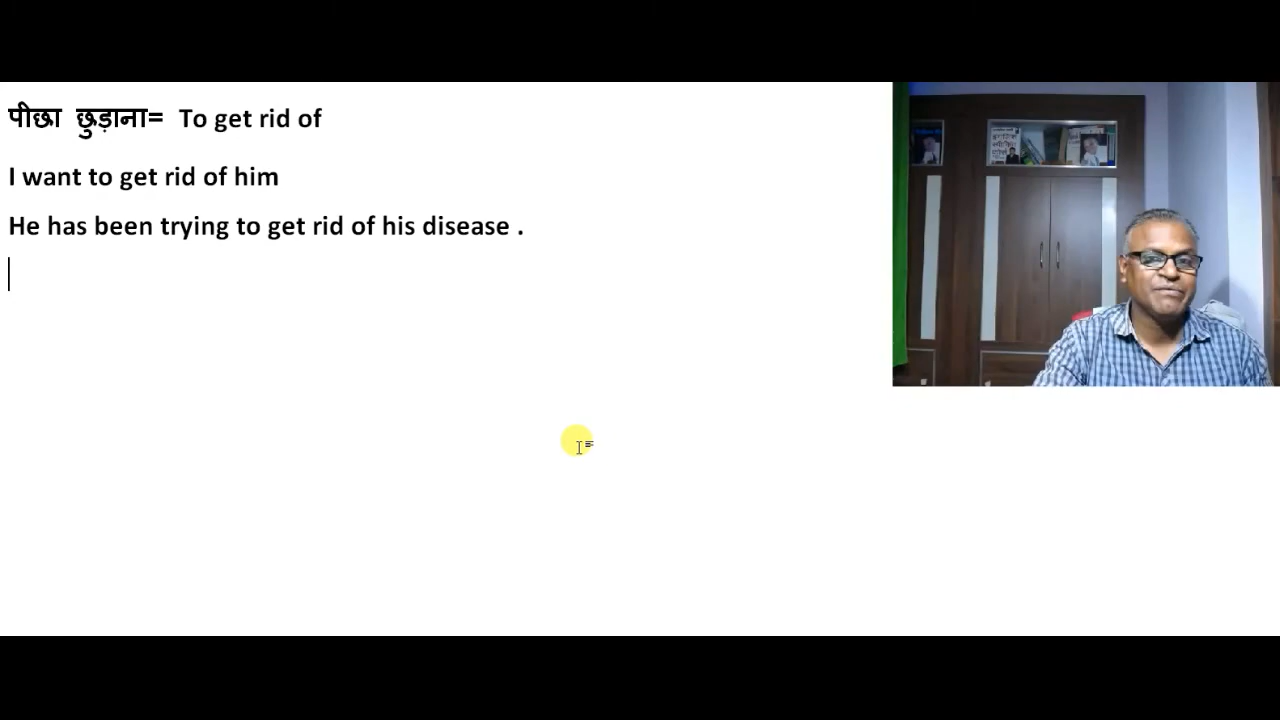 पीछा छुड़ाना= To get rid of
I want to get rid of him
He has been trying to get rid of his disease .